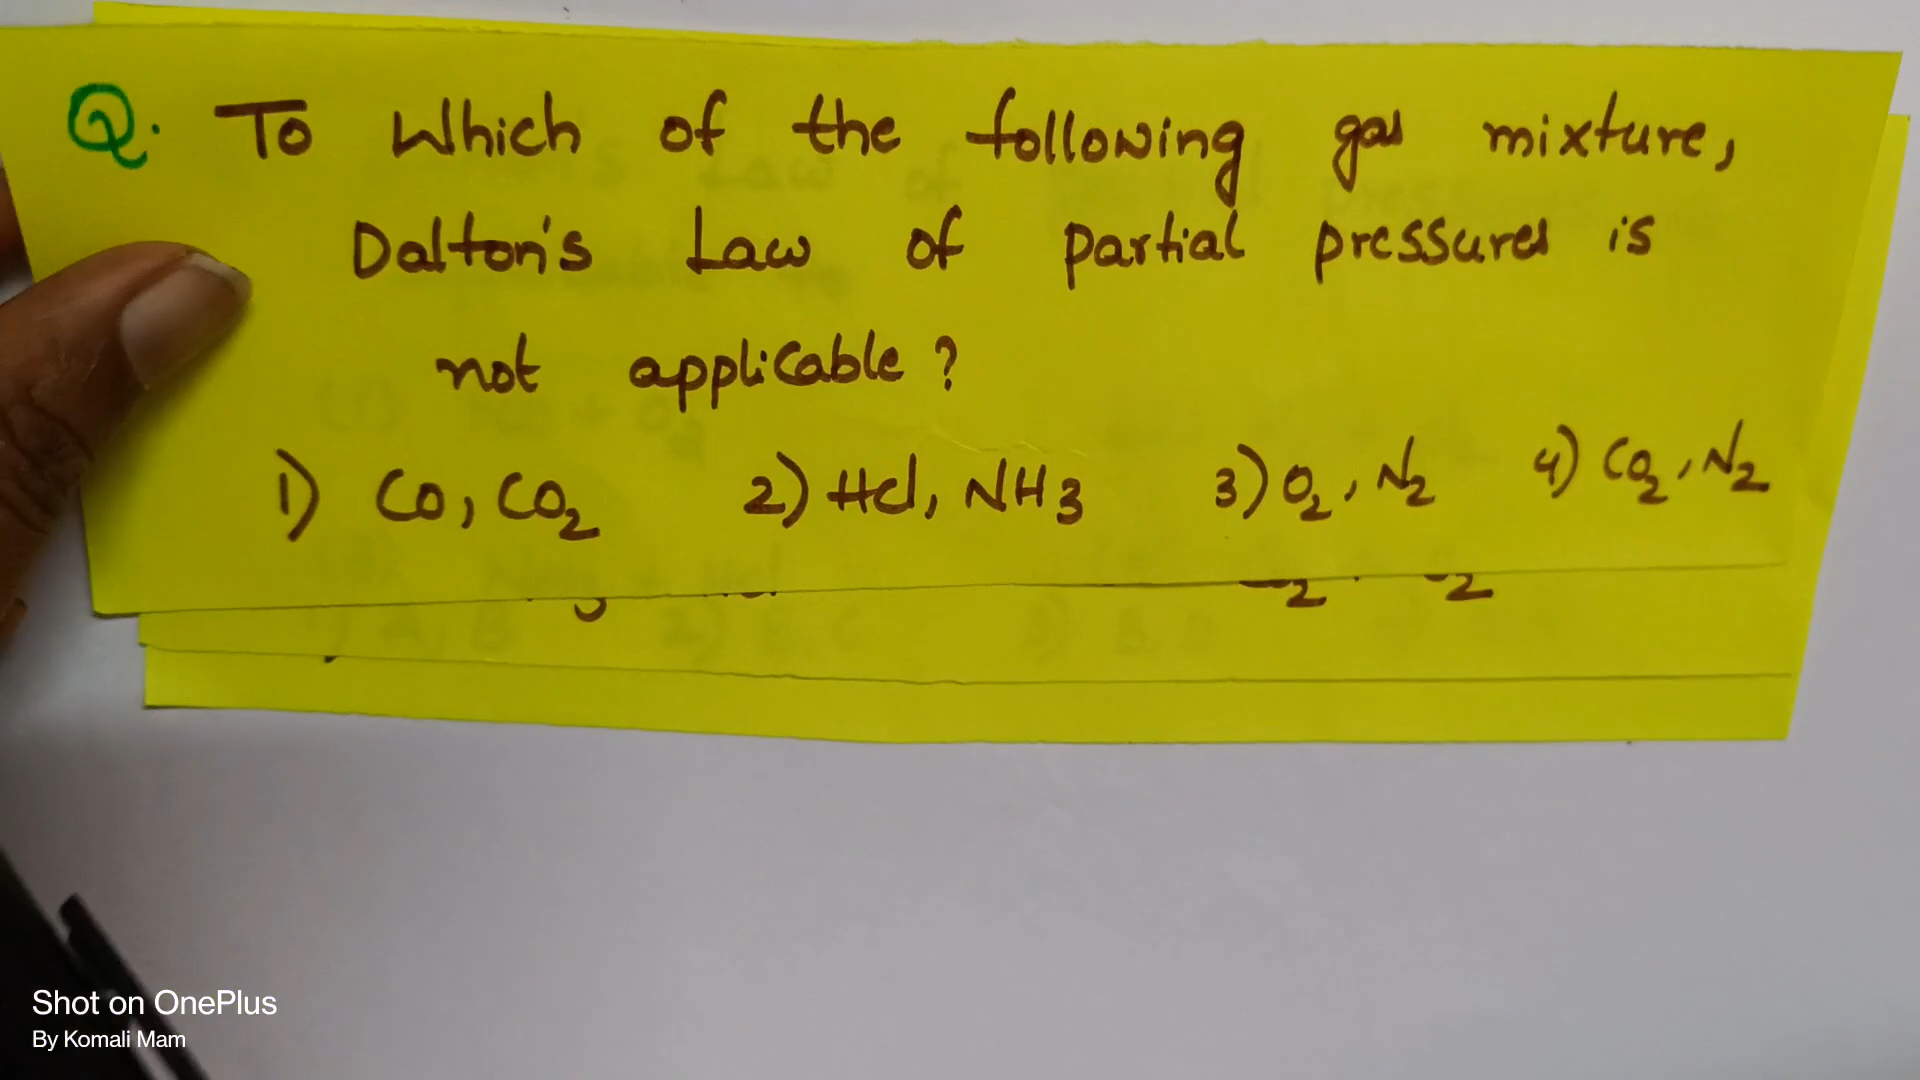 Q. To Which of the following gas mixture,
Dalton's Law of partial pressures is
not applicable?
1) CO, CO2 2) HCl, NH3 3) O2, N2 4) CO2, N2
Shot on OnePlus
By Komali Mam